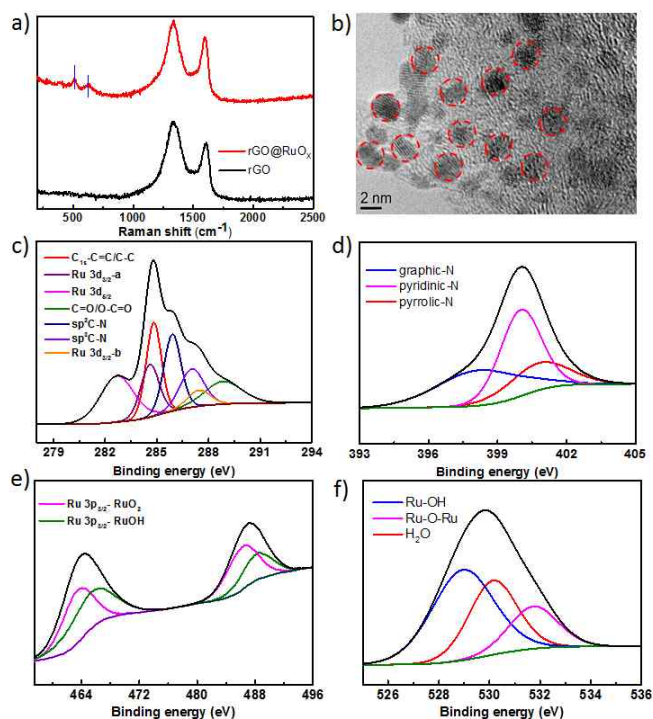 a)
rGO@RuOₓ
rGO
500 1000 1500 2000 2500
Raman shift (cm⁻¹)
b)
2 nm
c)
C₁ₛ-C=C/C-C
Ru 3d₃/₂-a
Ru 3d₅/₂
C=O/O-C=O
sp²C-N
sp³C-N
Ru 3d₃/₂-b
279 282 285 288 291 294
Binding energy (eV)
d)
graphic-N
pyridinic-N
pyrrolic-N
393 396 399 402 405
Binding energy (eV)
e)
Ru 3p₃/₂- RuO₂
Ru 3p₃/₂- RuOH
464 472 480 488 496
Binding energy (eV)
f)
Ru-OH
Ru-O-Ru
H₂O
526 528 530 532 534 536
Binding energy (eV)